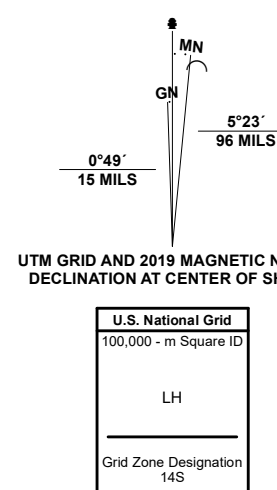 MN
GN
5°23´
96 MILS
0°49´
15 MILS
UTM GRID AND 2019 MAGNETIC
DECLINATION AT CENTER OF
U.S. National Grid
100,000 - m Square ID
LH
Grid Zone Designation
14S